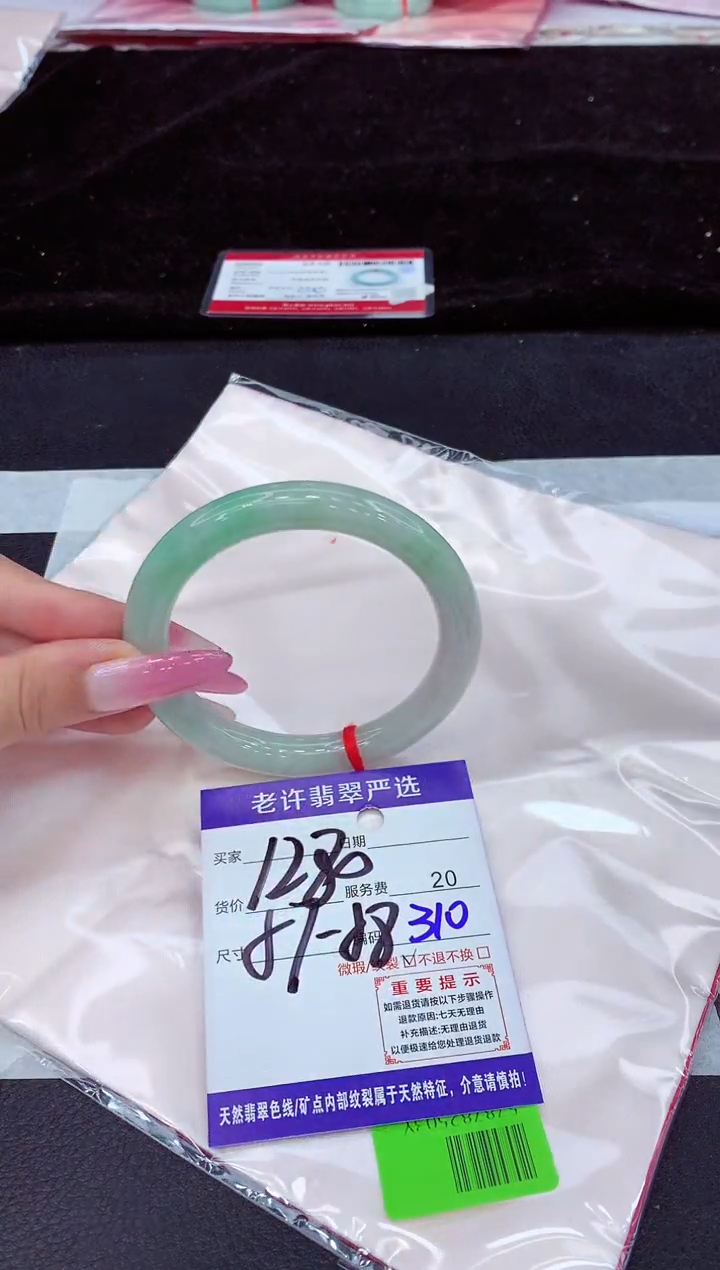 老许翡翠严选
买家 日期
1280
货价 服务费 20
尺寸 57-58 编码 310
微瑕/纹裂 ☑ 不退不换 ☐
重要提示
如需退货请按以下步骤操作
退款原因:七天无理由
补充描述:无理由退货
以便极速给您处理退货退款
天然翡翠色线/矿点内部纹裂属于天然特征，介意请慎拍！